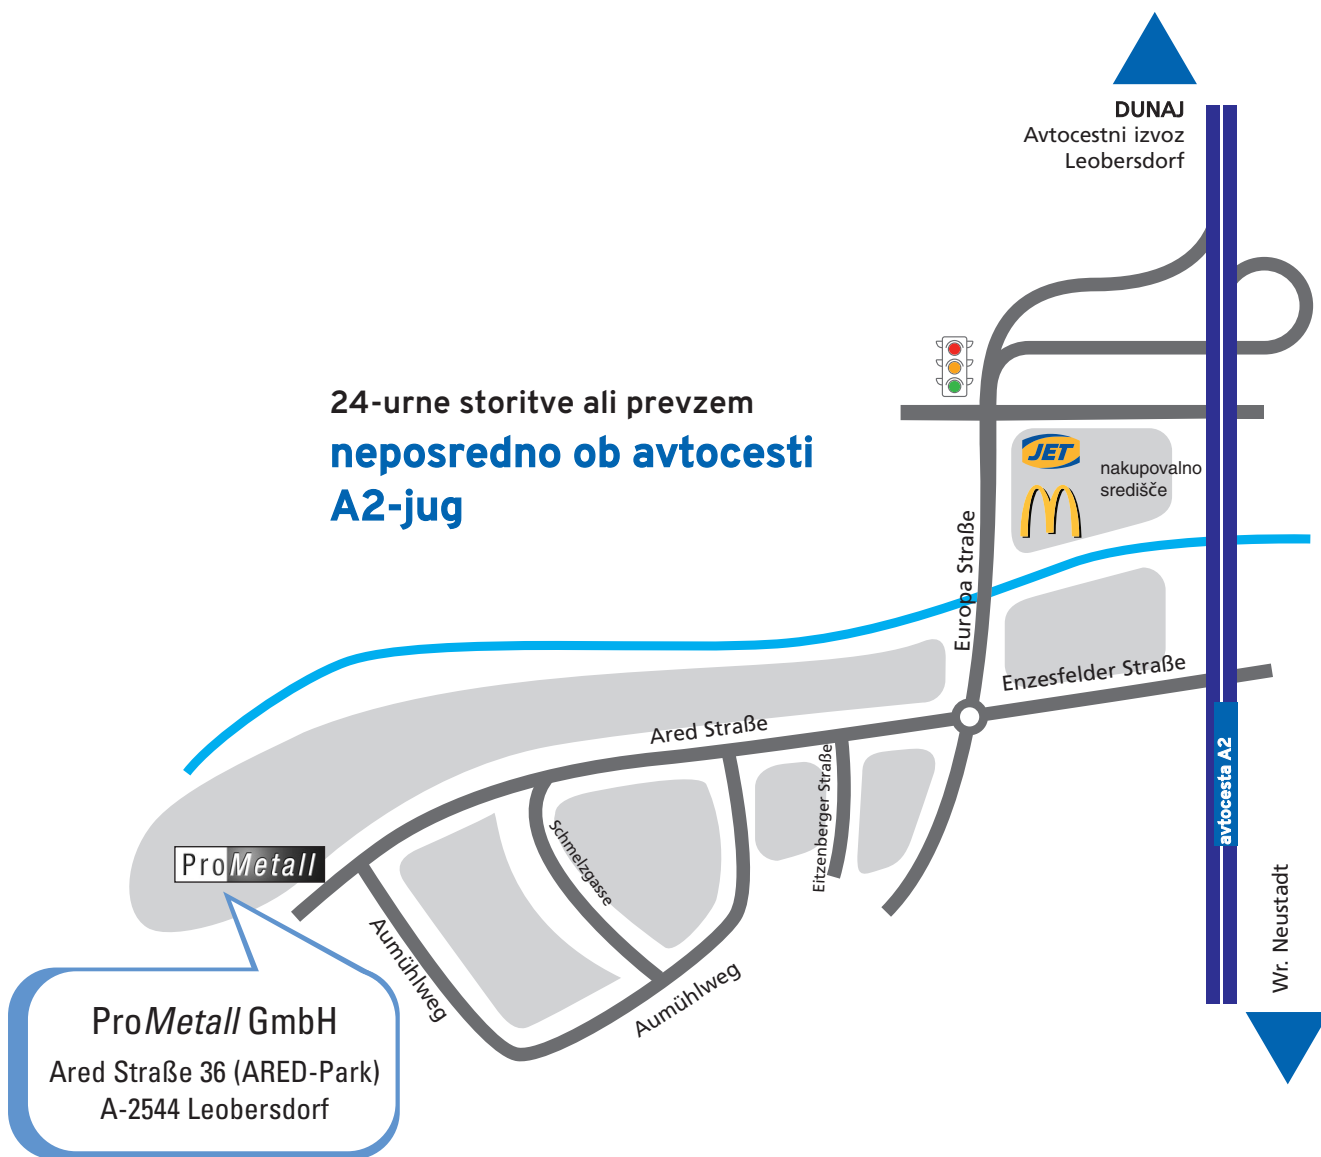 DUNAJ
Avtocestni izvoz
Leobersdorf
24-urne storitve ali prevzem
neposredno ob avtocesti
A2-jug
JET
nakupovalno
središče
Europa Straße
Enzesfelder Straße
Ared Straße
Eitzenberger Straße
Schmelzgasse
avtocesta A2
ProMetall
Aumühlweg
Aumühlweg
Wr. Neustadt
ProMetall GmbH
Ared Straße 36 (ARED-Park)
A-2544 Leobersdorf